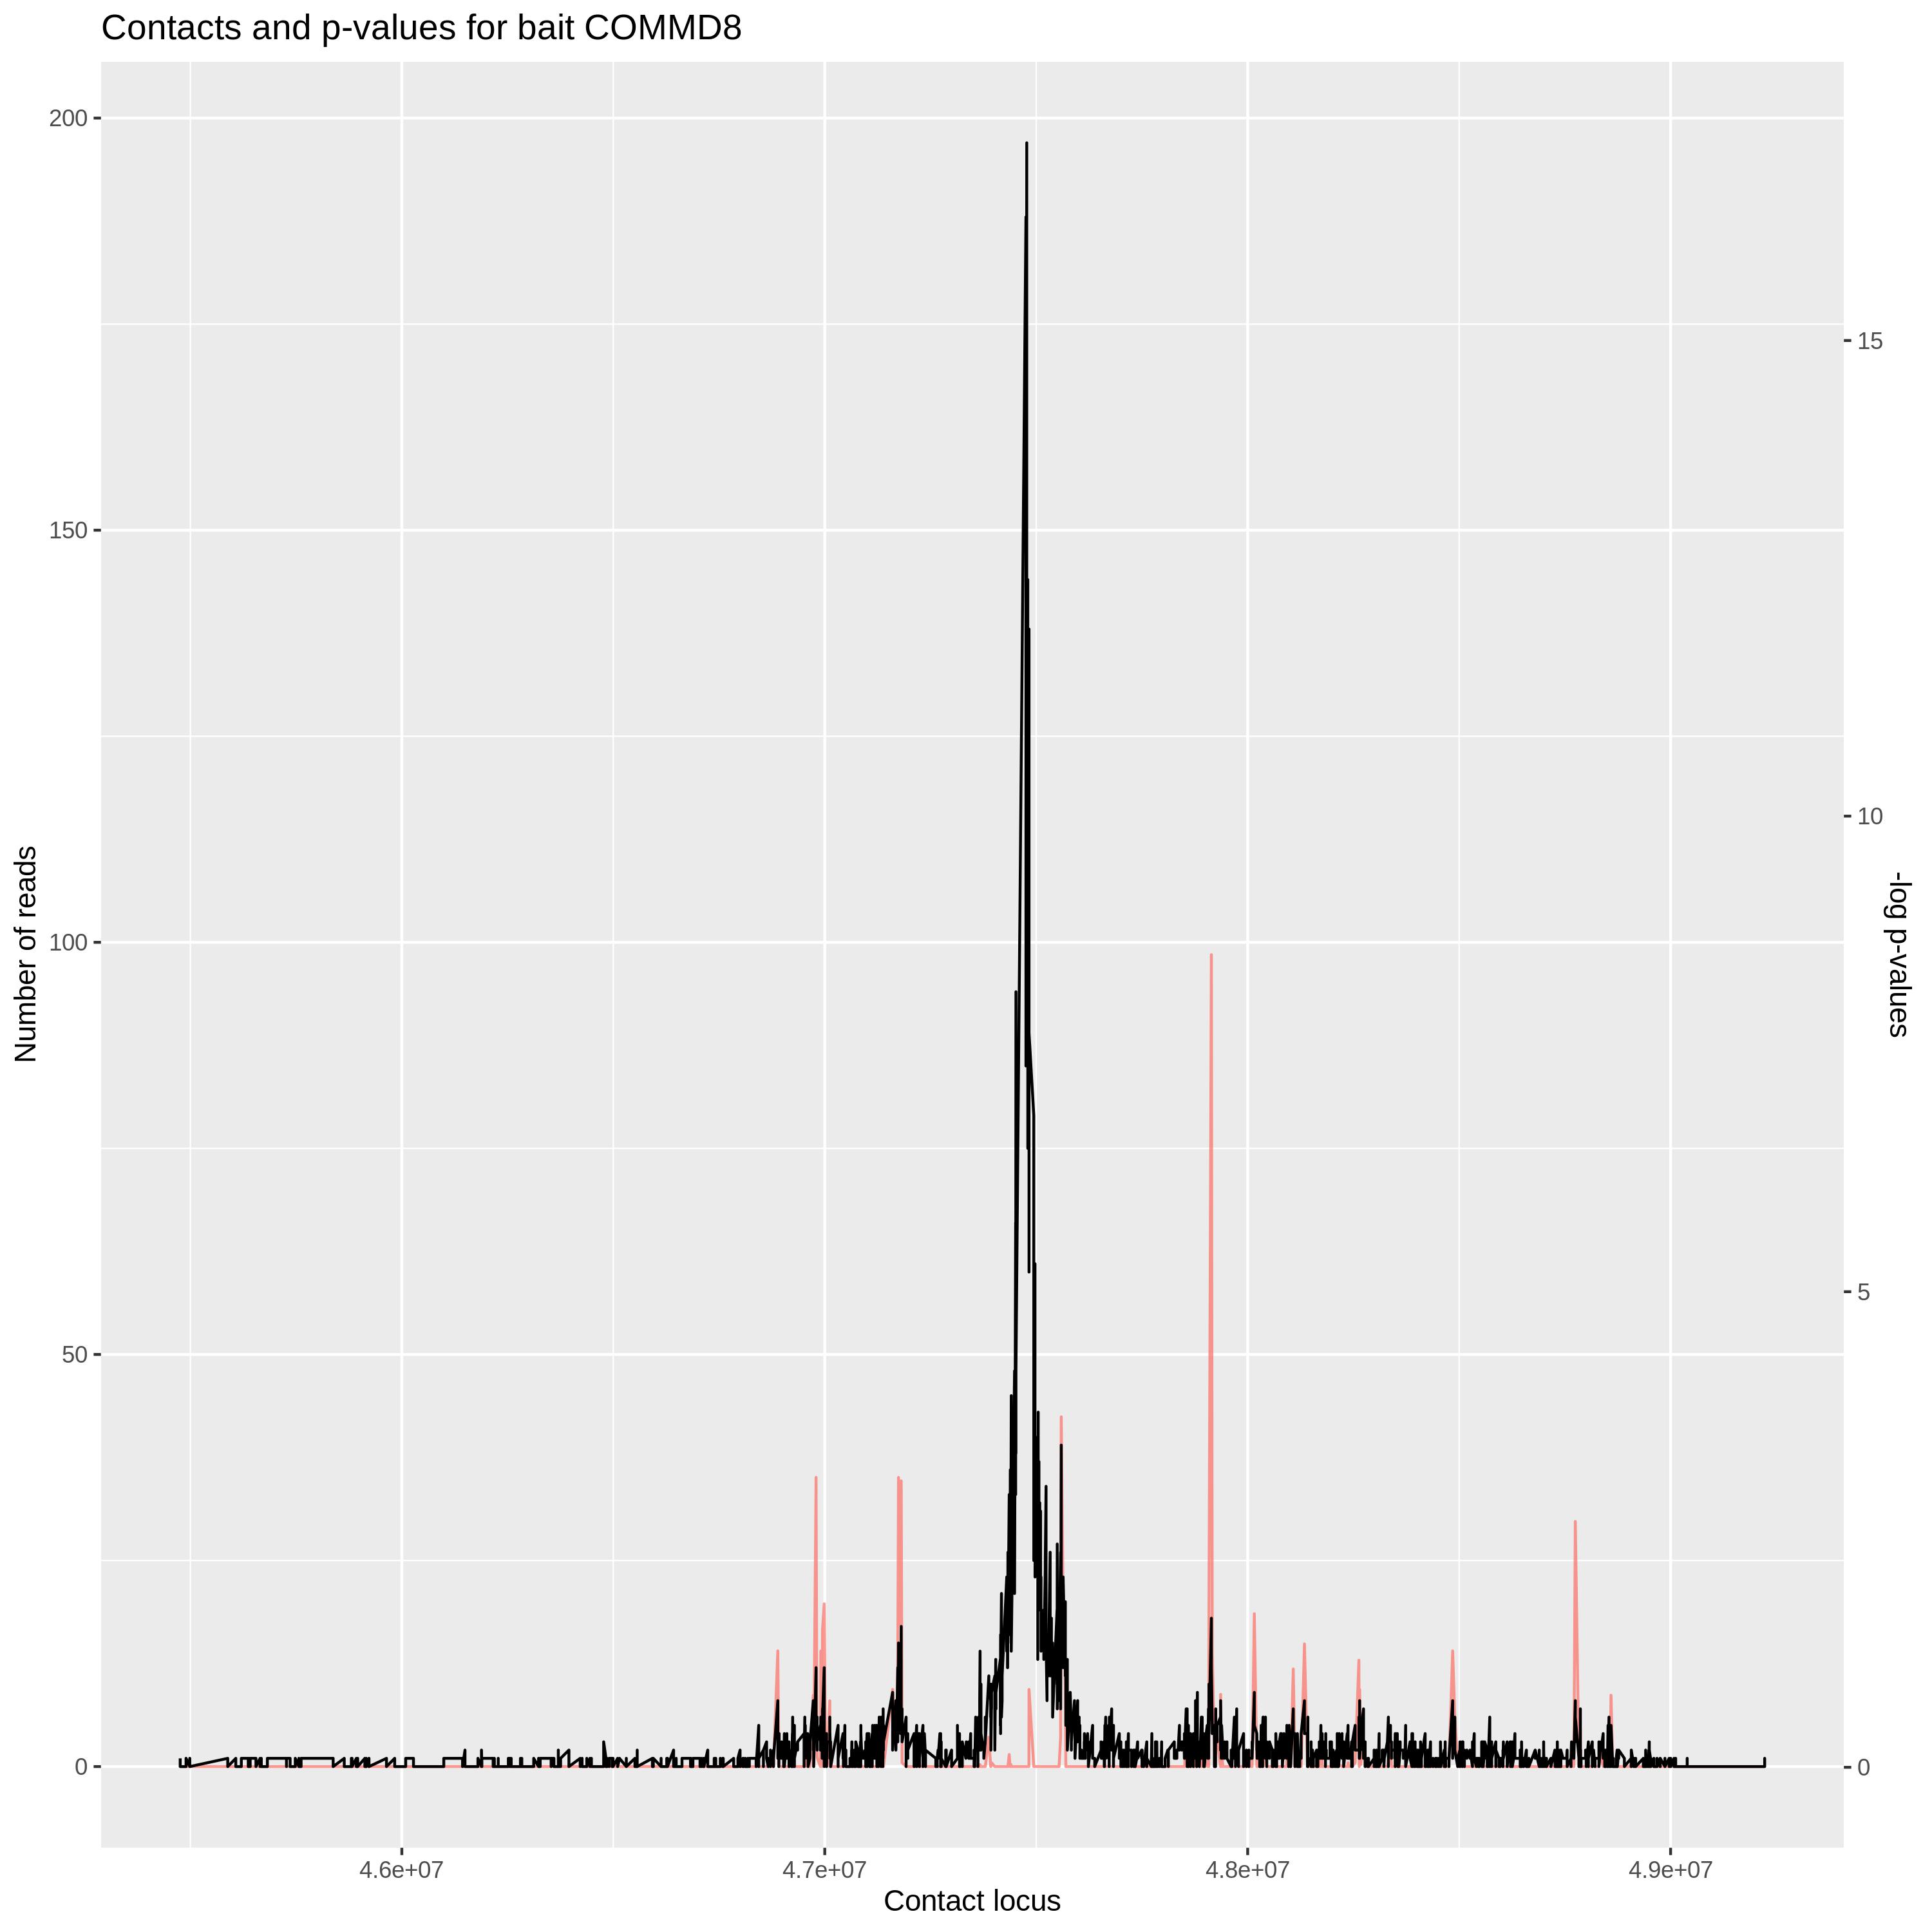 Contacts and p-values for bait COMMD8
200
150
100
50
0
Number of reads
15
10
5
0
-log p-values
4.6e+07
4.7e+07
4.8e+07
4.9e+07
Contact locus